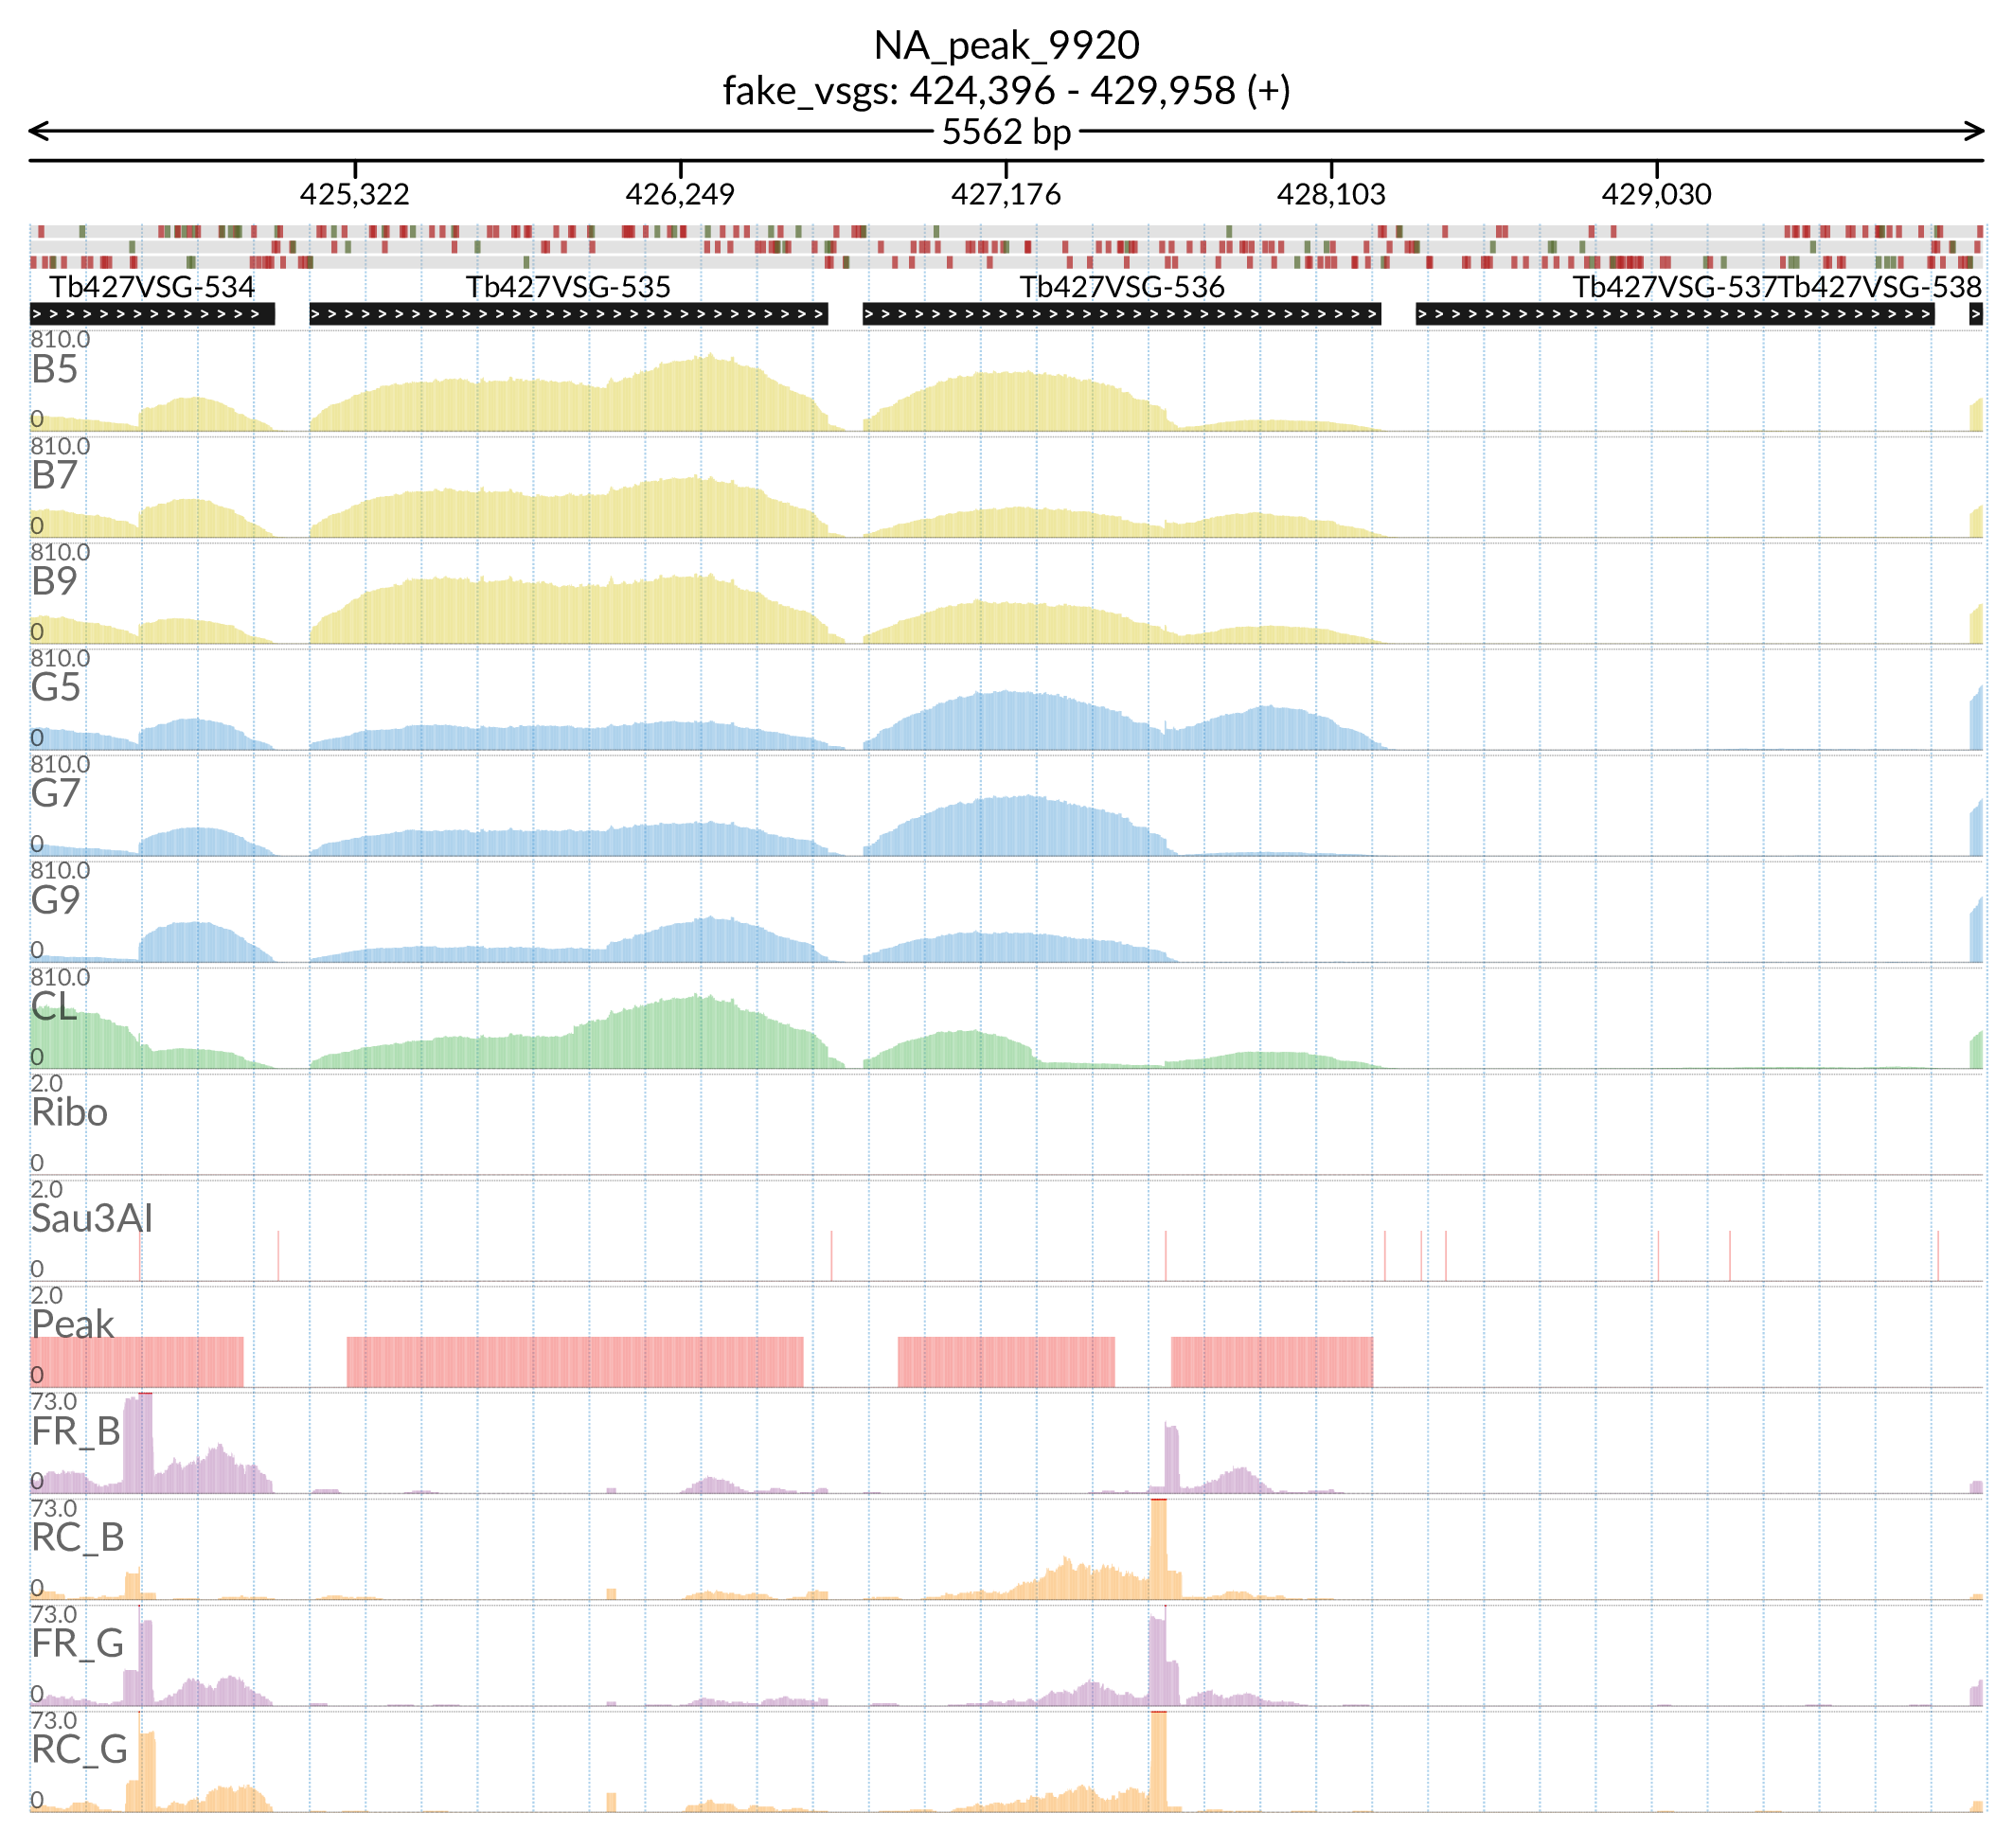 NA_peak_9920
fake_vsgs: 424,396 - 429,958 (+)
5562 bp
425,322 426,249 427,176 428,103 429,030
Tb427VSG-534 Tb427VSG-535 Tb427VSG-536 Tb427VSG-537Tb427VSG-538
810.0
B5
0
810.0
B7
0
810.0
B9
0
810.0
G5
0
810.0
G7
0
810.0
G9
0
810.0
CL
0
2.0
Ribo
0
2.0
Sau3AI
0
2.0
Peak
0
73.0
FR_B
0
73.0
RC_B
0
73.0
FR_G
0
73.0
RC_G
0